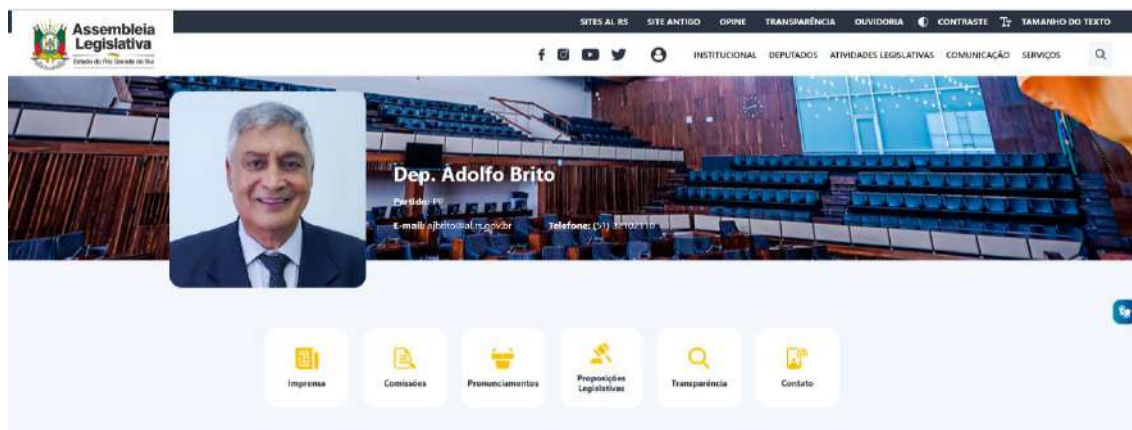 Assembleia
Legislativa
Estado do Rio Grande do Sul
SITES AL RS SITE ANTIGO OPINE TRANSPARÊNCIA OUVIDORIA CONTRASTE TT TAMANHO DO TEXTO
INSTITUCIONAL DEPUTADOS ATIVIDADES LEGISLATIVAS COMUNICAÇÃO SERVIÇOS
Dep. Adolfo Brito
Partido: PP
E-mail: ajbrito@al.rs.gov.br Telefone: (51) 32102110
Imprensa
Comissões
Pronunciamentos
Proposições
Legislativas
Transparência
Contato